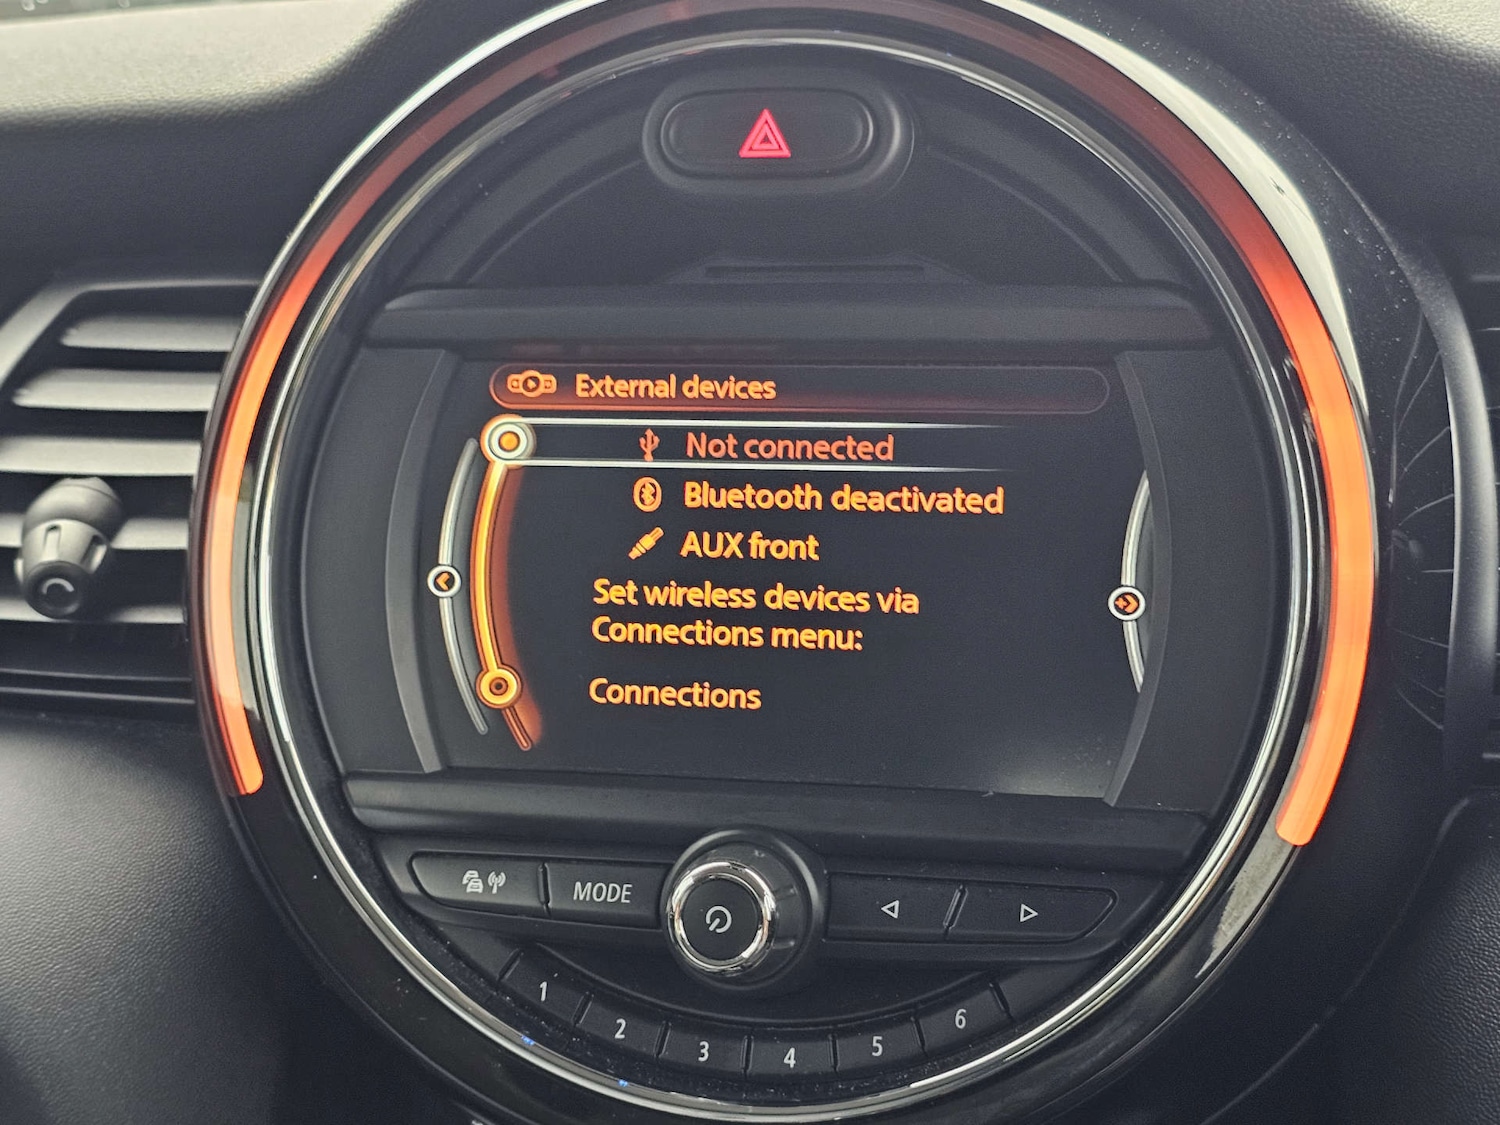 External devices
Not connected
Bluetooth deactivated
AUX front
Set wireless devices via
Connections menu:
Connections
MODE
1
2
3
4
5
6